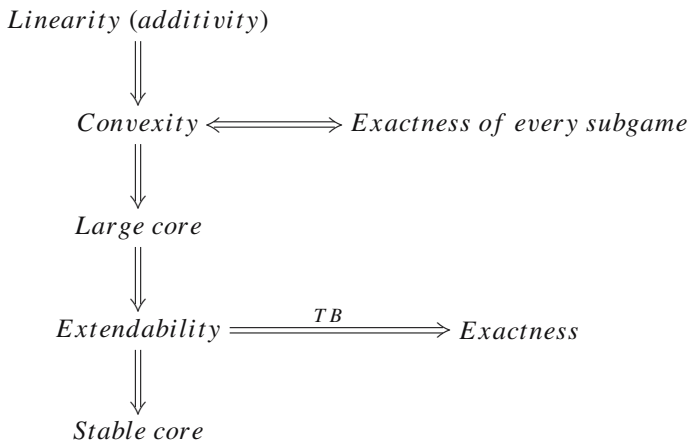 Linearity (additivity)
Convexity
Exactness of every subgame
Large core
Extendability
TB
Exactness
Stable core